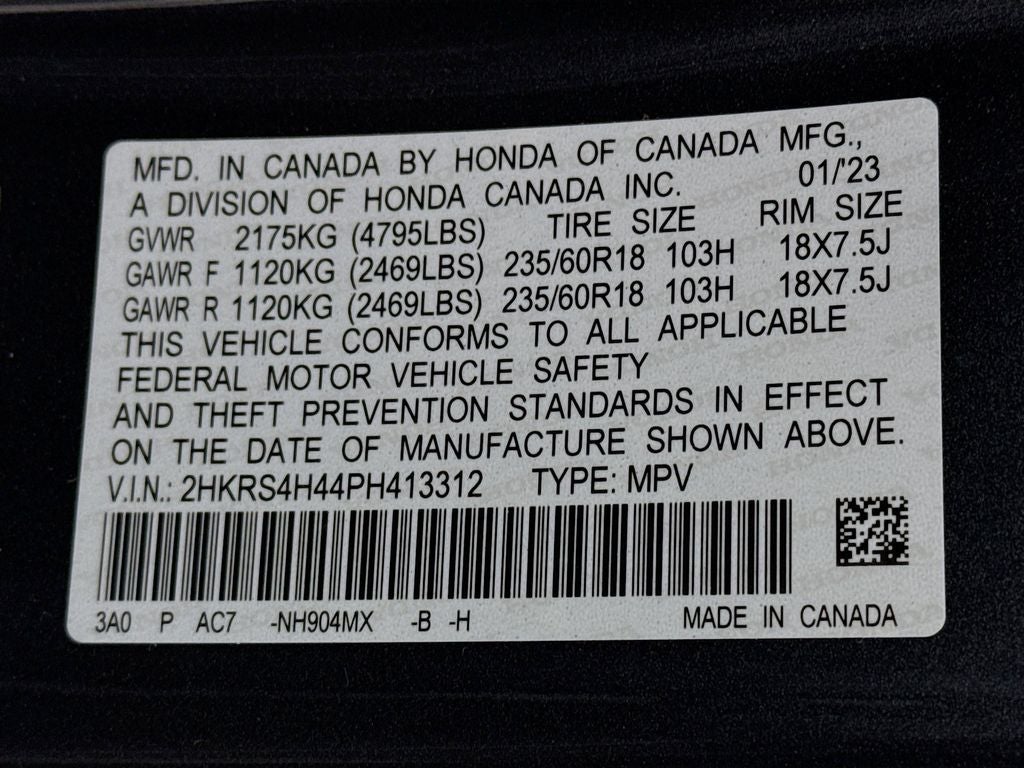 MFD. IN CANADA BY HONDA OF CANADA MFG.,
A DIVISION OF HONDA CANADA INC. 01/'23
GVWR 2175KG (4795LBS) TIRE SIZE RIM SIZE
GAWR F 1120KG (2469LBS) 235/60R18 103H 18X7.5J
GAWR R 1120KG (2469LBS) 235/60R18 103H 18X7.5J
THIS VEHICLE CONFORMS TO ALL APPLICABLE
FEDERAL MOTOR VEHICLE SAFETY
AND THEFT PREVENTION STANDARDS IN EFFECT
ON THE DATE OF MANUFACTURE SHOWN ABOVE.
V.I.N.: 2HKRS4H44PH413312 TYPE: MPV
3A0 P AC7 -NH904MX -B -H MADE IN CANADA